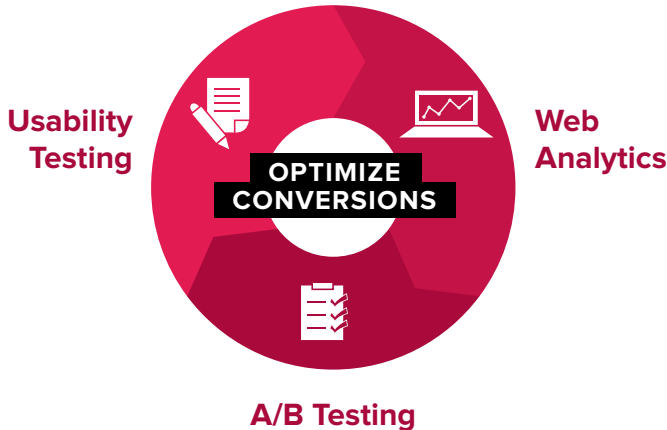 Usability
Testing
OPTIMIZE
CONVERSIONS
Web
Analytics
A/B Testing